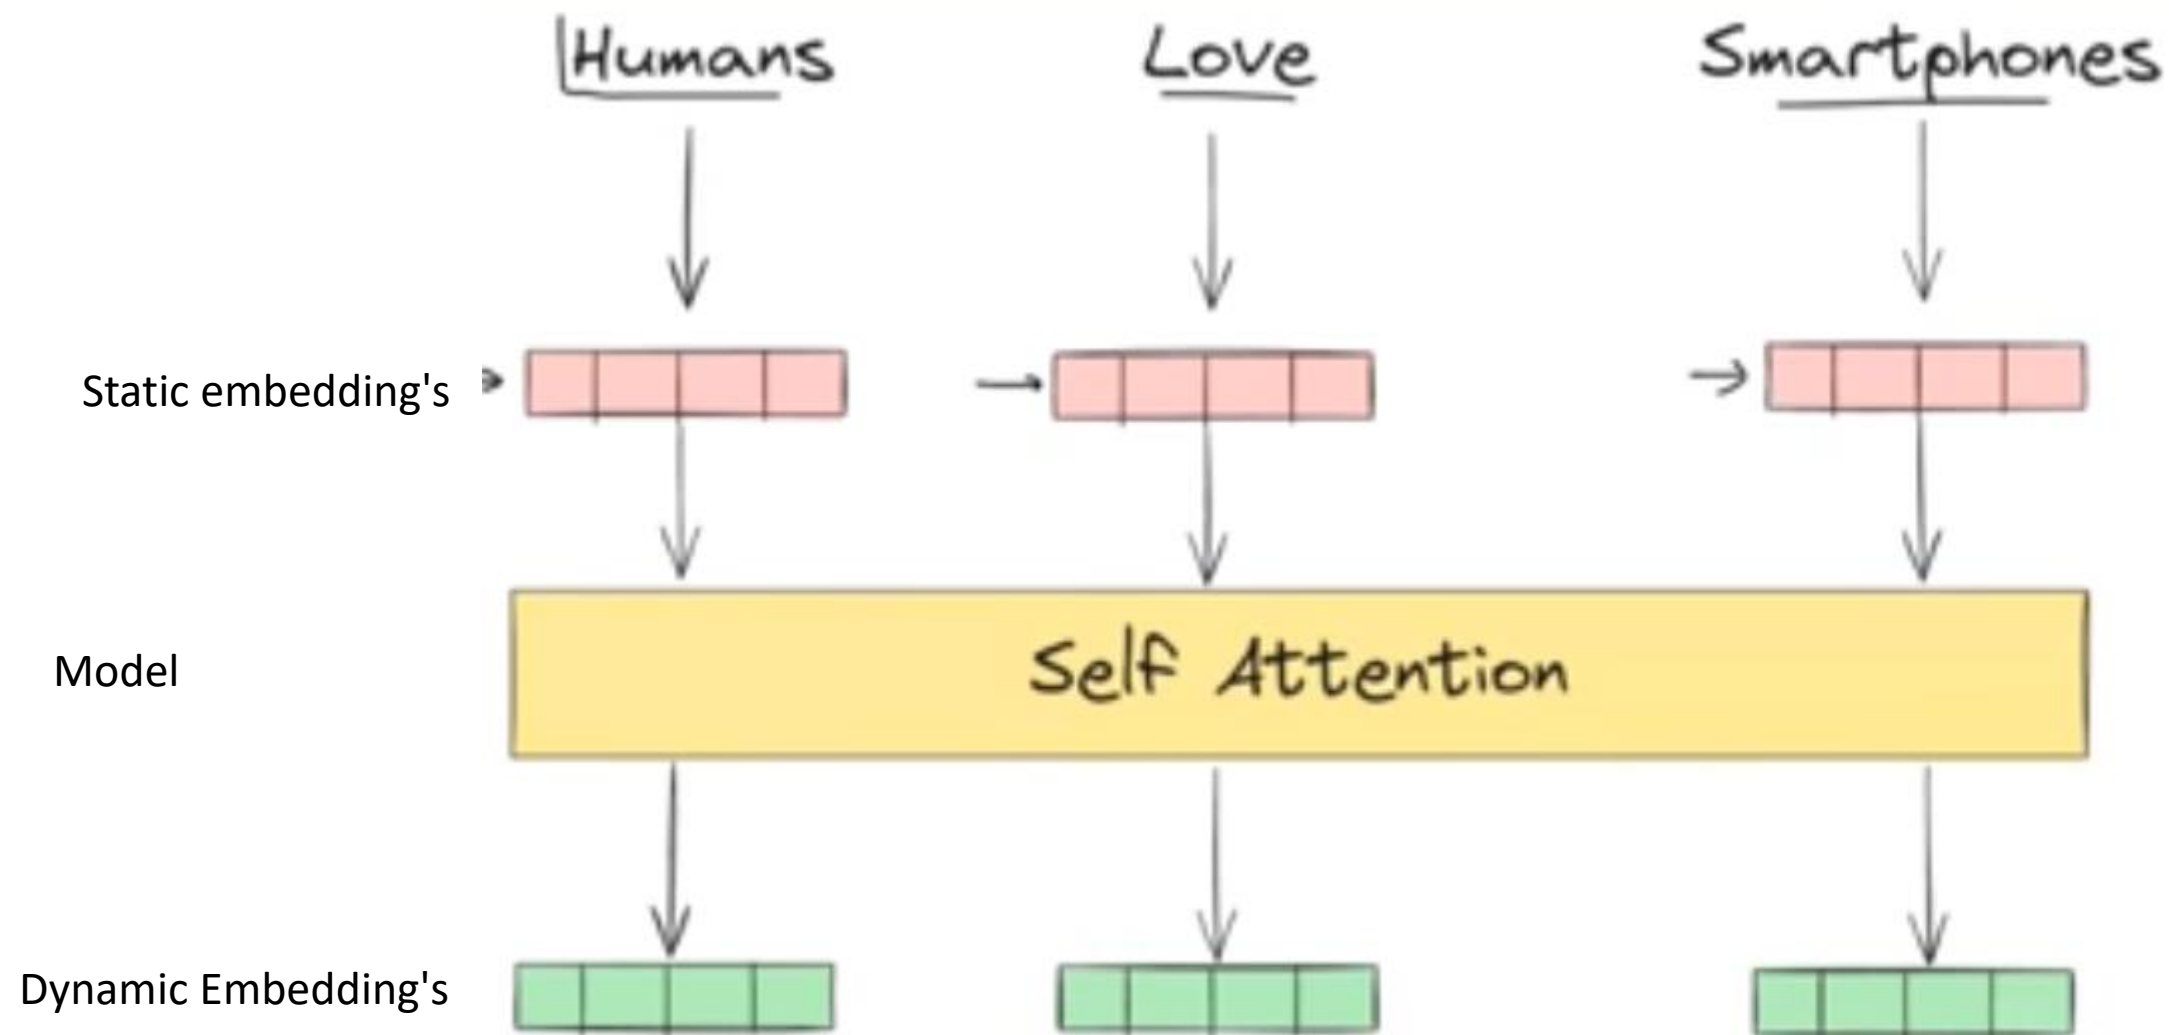 Humans Love Smartphones
Static embedding's
Model
Self Attention
Dynamic Embedding's